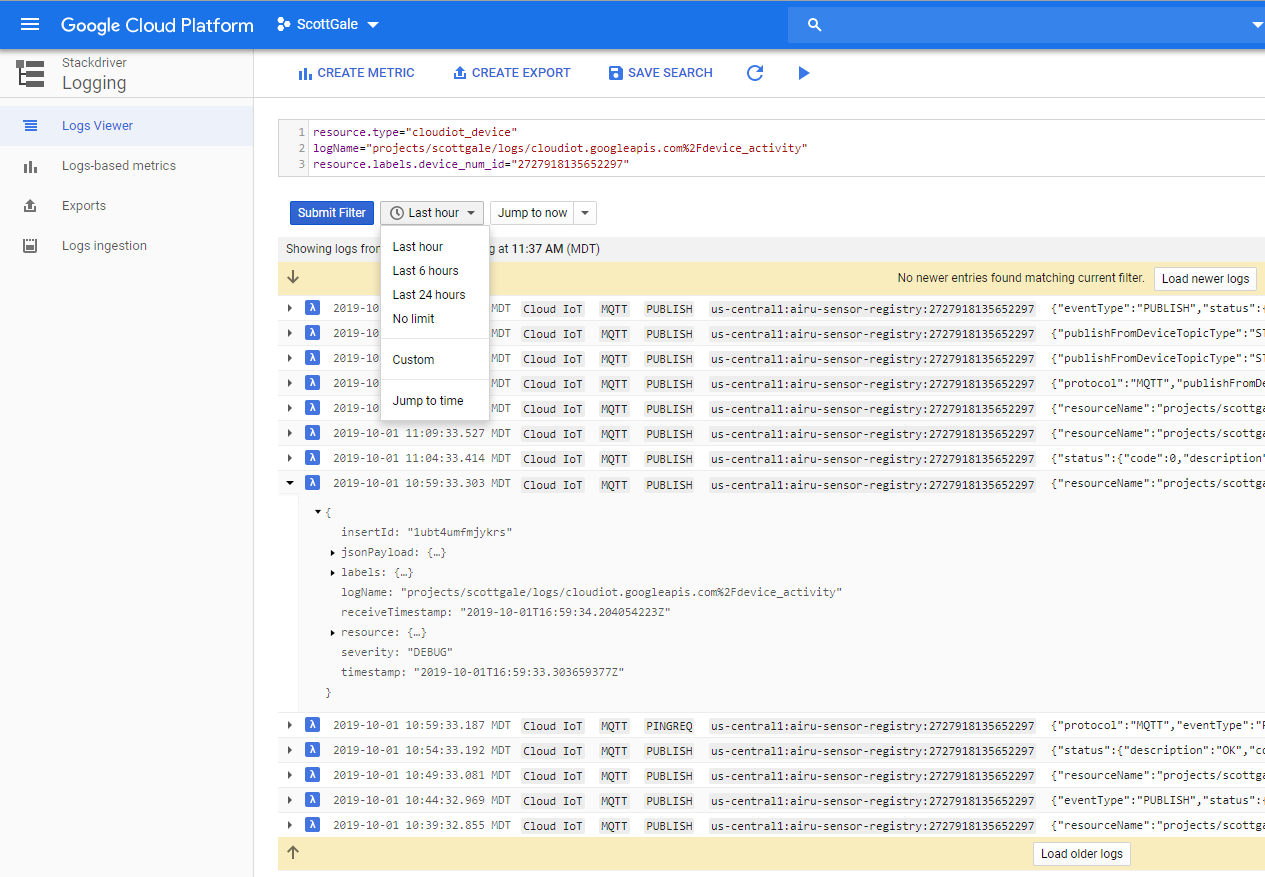 Google Cloud Platform ScottGale
Stackdriver
Logging
CREATE METRIC CREATE EXPORT SAVE SEARCH
Logs Viewer
Logs-based metrics
Exports
Logs ingestion
1 resource.type="cloudiot_device"
2 logName="projects/scottgale/logs/cloudiot.googleapis.com%2Fdevice_activity"
3 resource.labels.device_num_id="2727918135652297"
Submit Filter Last hour Jump to now
Last hour
Last 6 hours
Last 24 hours
No limit
Custom
Jump to time
Showing logs from g at 11:37 AM (MDT)
No newer entries found matching current filter. Load newer logs
2019-10 MDT Cloud IoT MQTT PUBLISH us-central1:airu-sensor-registry:2727918135652297 {"eventType":"PUBLISH","status":{
2019-10 MDT Cloud IoT MQTT PUBLISH us-central1:airu-sensor-registry:2727918135652297 {"publishFromDeviceTopicType":"ST
2019-10 MDT Cloud IoT MQTT PUBLISH us-central1:airu-sensor-registry:2727918135652297 {"publishFromDeviceTopicType":"ST
2019-10 MDT Cloud IoT MQTT PUBLISH us-central1:airu-sensor-registry:2727918135652297 {"protocol":"MQTT","publishFromDe
2019-10 MDT Cloud IoT MQTT PUBLISH us-central1:airu-sensor-registry:2727918135652297 {"resourceName":"projects/scottga
2019-10-01 11:09:33.527 MDT Cloud IoT MQTT PUBLISH us-central1:airu-sensor-registry:2727918135652297 {"resourceName":"projects/scottga
2019-10-01 11:04:33.414 MDT Cloud IoT MQTT PUBLISH us-central1:airu-sensor-registry:2727918135652297 {"status":{"code":0,"description"
2019-10-01 10:59:33.303 MDT Cloud IoT MQTT PUBLISH us-central1:airu-sensor-registry:2727918135652297 {"resourceName":"projects/scottga
{
insertId: "1ubt4umfmjykrs"
jsonPayload: {…}
labels: {…}
logName: "projects/scottgale/logs/cloudiot.googleapis.com%2Fdevice_activity"
receiveTimestamp: "2019-10-01T16:59:34.204054223Z"
resource: {…}
severity: "DEBUG"
timestamp: "2019-10-01T16:59:33.303659377Z"
}
2019-10-01 10:59:33.187 MDT Cloud IoT MQTT PINGREQ us-central1:airu-sensor-registry:2727918135652297 {"protocol":"MQTT","eventType":"P
2019-10-01 10:54:33.192 MDT Cloud IoT MQTT PUBLISH us-central1:airu-sensor-registry:2727918135652297 {"status":{"description":"OK","co
2019-10-01 10:49:33.081 MDT Cloud IoT MQTT PUBLISH us-central1:airu-sensor-registry:2727918135652297 {"resourceName":"projects/scottga
2019-10-01 10:44:32.969 MDT Cloud IoT MQTT PUBLISH us-central1:airu-sensor-registry:2727918135652297 {"eventType":"PUBLISH","status":{
2019-10-01 10:39:32.855 MDT Cloud IoT MQTT PUBLISH us-central1:airu-sensor-registry:2727918135652297 {"resourceName":"projects/scottga
Load older logs